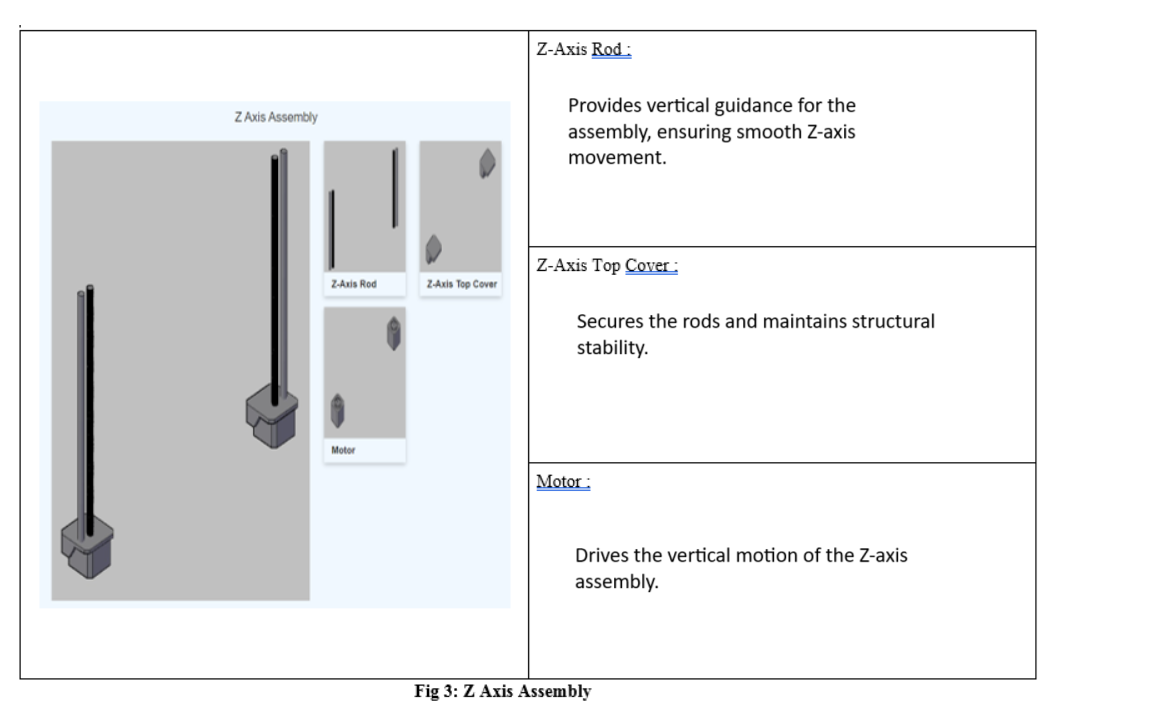 Z Axis Assembly
Z-Axis Rod
Z-Axis Top Cover
Motor
Z-Axis Rod :
Provides vertical guidance for the
assembly, ensuring smooth Z-axis
movement.
Z-Axis Top Cover :
Secures the rods and maintains structural
stability.
Motor :
Drives the vertical motion of the Z-axis
assembly.
Fig 3: Z Axis Assembly